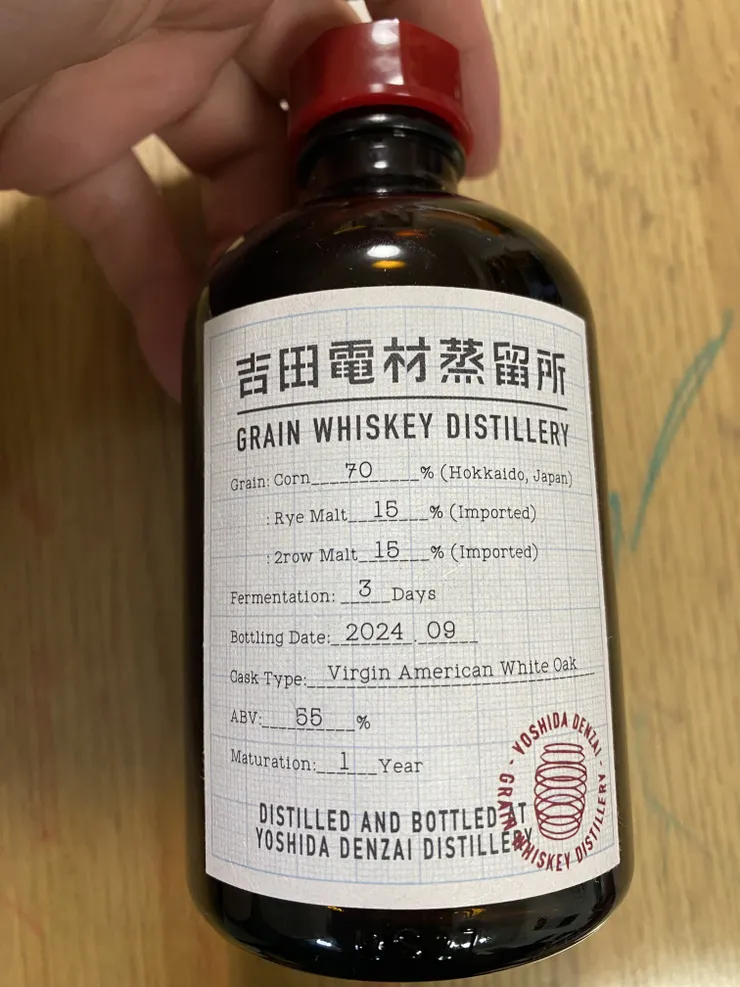 吉田電材蒸留所
GRAIN WHISKEY DISTILLERY
Grain: Corn 70 % (Hokkaido, Japan)
: Rye Malt 15 % (Imported)
: 2row Malt 15 % (Imported)
Fermentation: 3 Days
Bottling Date: 2024 . 09
Cask Type: Virgin American White Oak
ABV: 55 %
Maturation: 1 Year
DISTILLED AND BOTTLED AT
YOSHIDA DENZAI DISTILLERY
YOSHIDA DENZAI - GRAIN WHISKEY DISTILLERY -